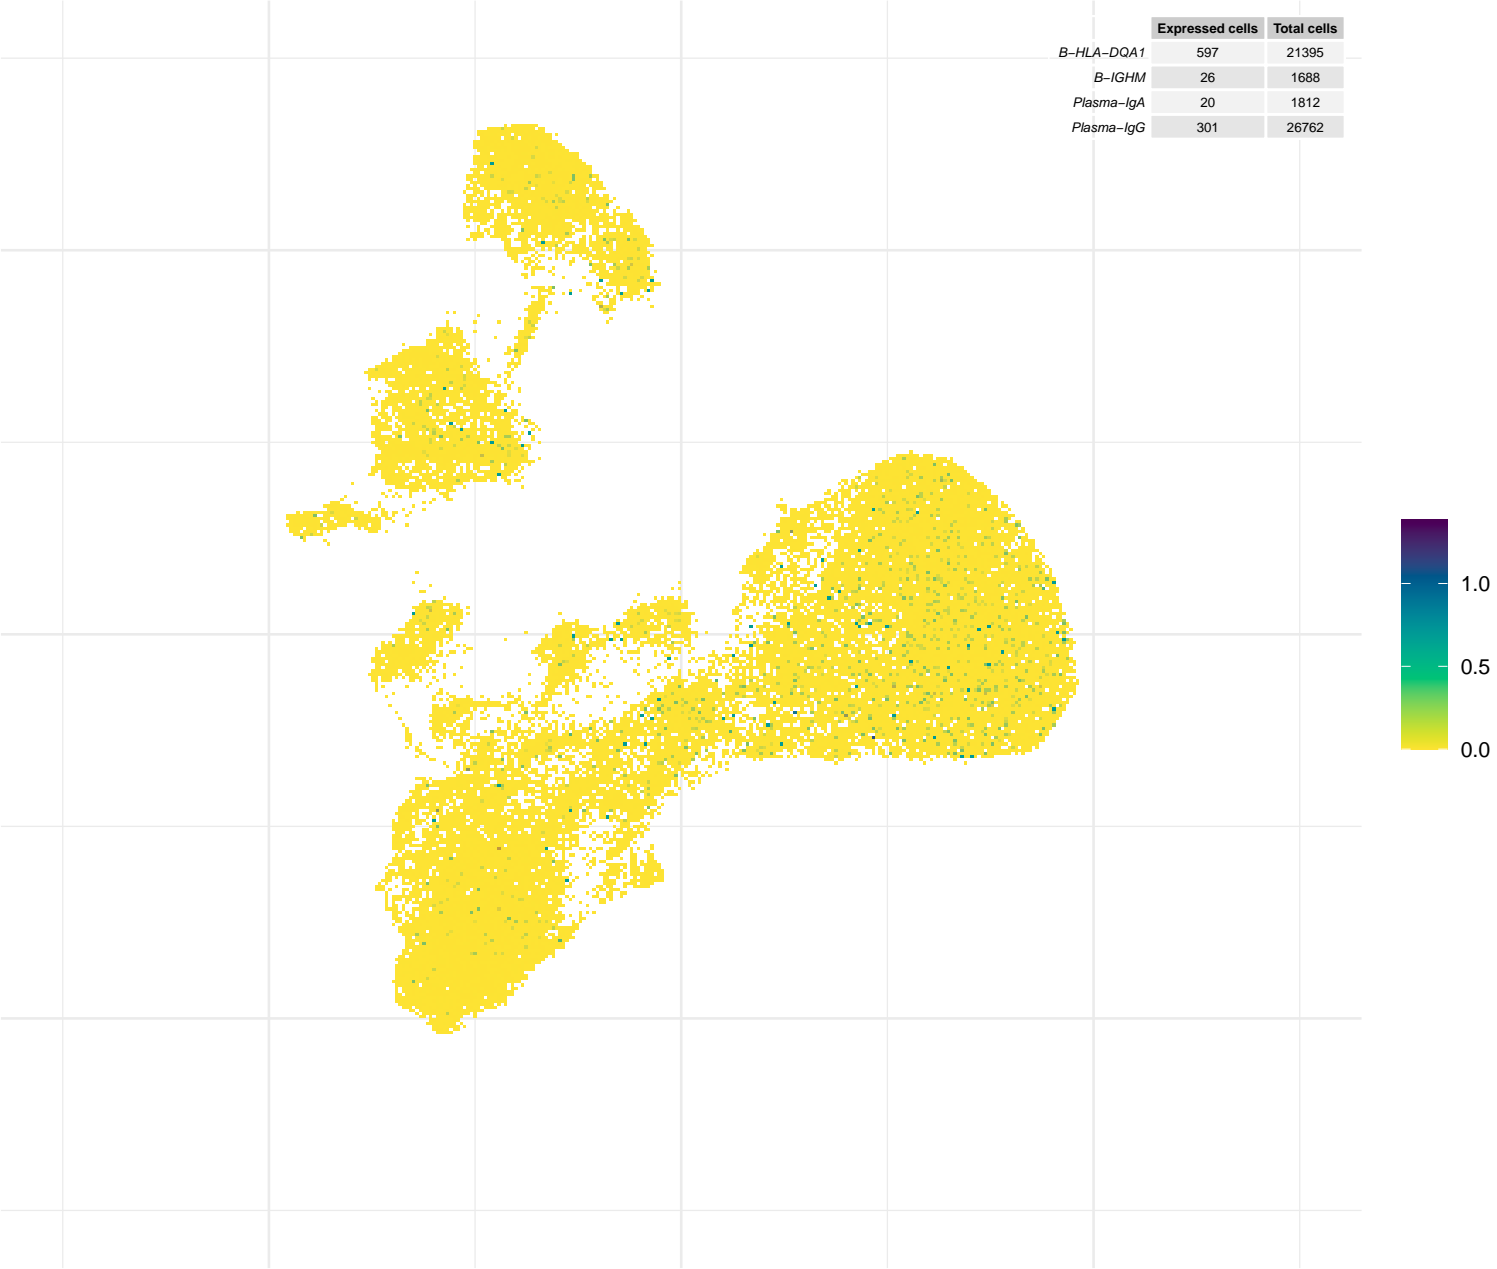 Expressed cells Total cells
B–HLA–DQA1 597 21395
B–IGHM 26 1688
Plasma–IgA 20 1812
Plasma–IgG 301 26762
1.0
0.5
0.0